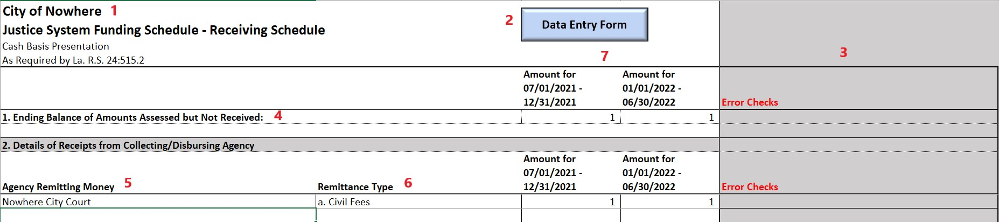 City of Nowhere 1
2 Data Entry Form
Justice System Funding Schedule - Receiving Schedule
Cash Basis Presentation
7
3
As Required by La. R.S. 24:515.2
Amount for Amount for
07/01/2021 - 01/01/2022 -
12/31/2021 06/30/2022 Error Checks
1. Ending Balance of Amounts Assessed but Not Received: 4 1 1
2. Details of Receipts from Collecting/Disbursing Agency
Amount for Amount for
07/01/2021 - 01/01/2022 -
Agency Remitting Money 5 Remittance Type 6 12/31/2021 06/30/2022 Error Checks
Nowhere City Court a. Civil Fees 1 1